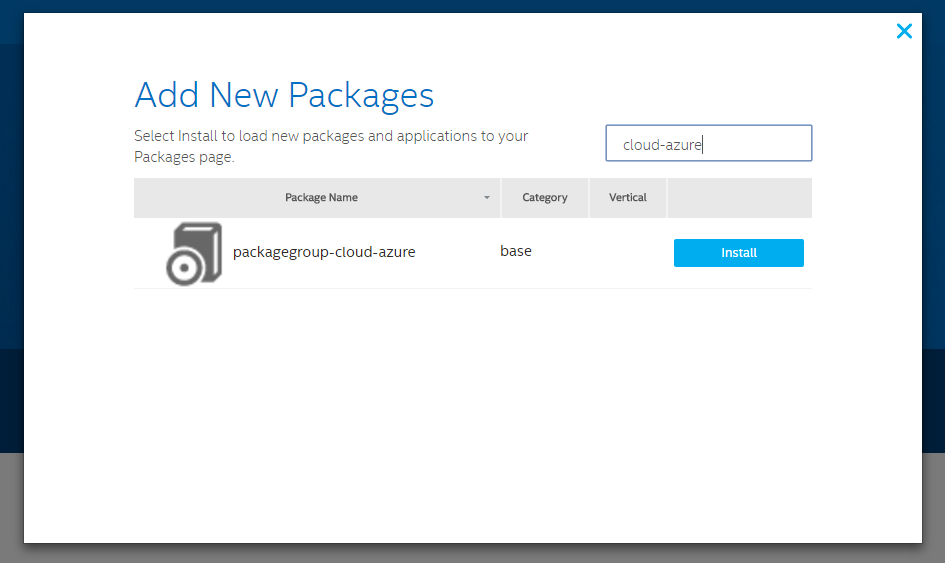 Add New Packages
Select Install to load new packages and applications to your
Packages page.
cloud-azure
Package Name Category Vertical
packagegroup-cloud-azure base Install